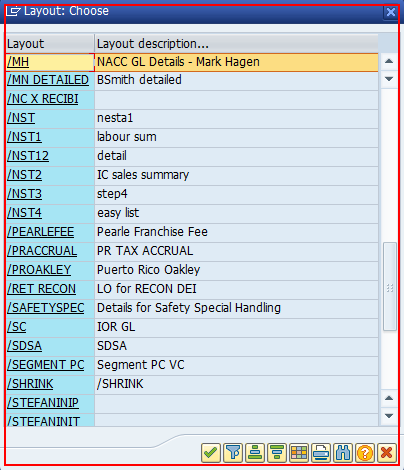 Layout: Choose
Layout Layout description...
/MH NACC GL Details - Mark Hagen
/MN DETAILED BSmith detailed
/NC X RECIBI
/NST nesta1
/NST1 labour sum
/NST12 detail
/NST2 IC sales summary
/NST3 step4
/NST4 easy list
/PEARLEFEE Pearle Franchise Fee
/PRACCRUAL PR TAX ACCRUAL
/PROAKLEY Puerto Rico Oakley
/RET RECON LO for RECON DEI
/SAFETYSPEC Details for Safety Special Handling
/SC IOR GL
/SDSA SDSA
/SEGMENT PC Segment PC VC
/SHRINK /SHRINK
/STEFANINIP
/STEFANINIT